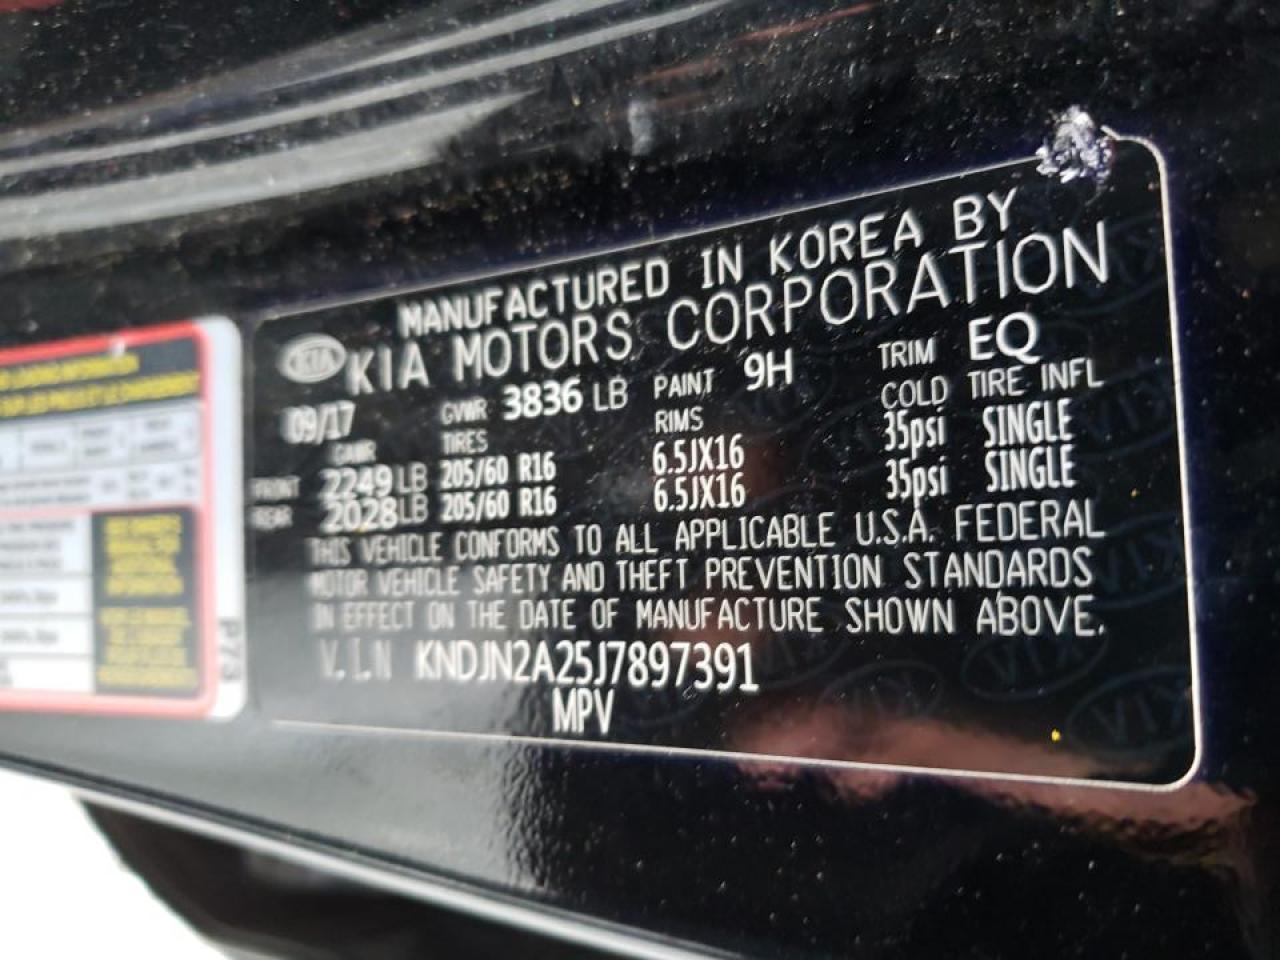 MANUFACTURED IN KOREA BY
KIA KIA MOTORS CORPORATION
09/17 GVWR 3836 LB PAINT 9H TRIM EQ
GAWR TIRES RIMS COLD TIRE INFL
FRONT 2249 LB 205/60 R16 6.5JX16 35psi SINGLE
REAR 2028 LB 205/60 R16 6.5JX16 35psi SINGLE
THIS VEHICLE CONFORMS TO ALL APPLICABLE U.S.A. FEDERAL
MOTOR VEHICLE SAFETY AND THEFT PREVENTION STANDARDS
IN EFFECT ON THE DATE OF MANUFACTURE SHOWN ABOVE.
V.I.N KNDJN2A25J7897391
MPV
LOADING INFORMATION
P73